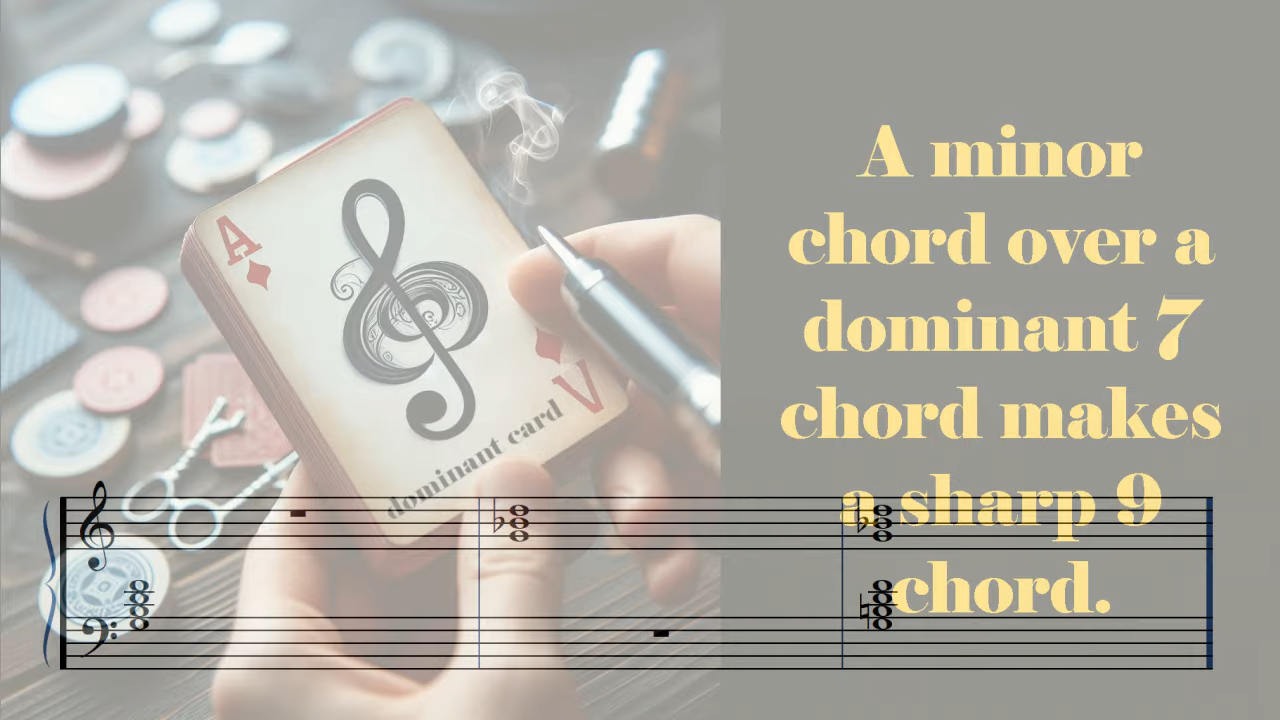 A
V
dominant card
A minor
chord over a
dominant 7
chord makes
a sharp 9
chord.